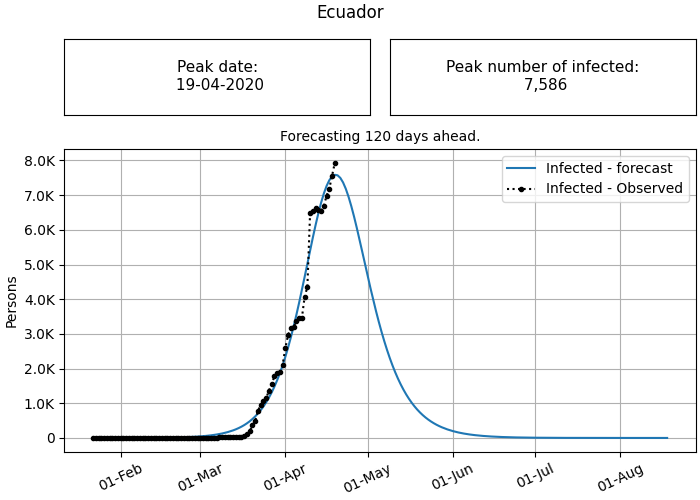 Ecuador
Peak date:
19-04-2020
Peak number of infected:
7,586
Forecasting 120 days ahead.
Infected - forecast
Infected - Observed
Persons
8.0K
7.0K
6.0K
5.0K
4.0K
3.0K
2.0K
1.0K
0
01-Feb
01-Mar
01-Apr
01-May
01-Jun
01-Jul
01-Aug